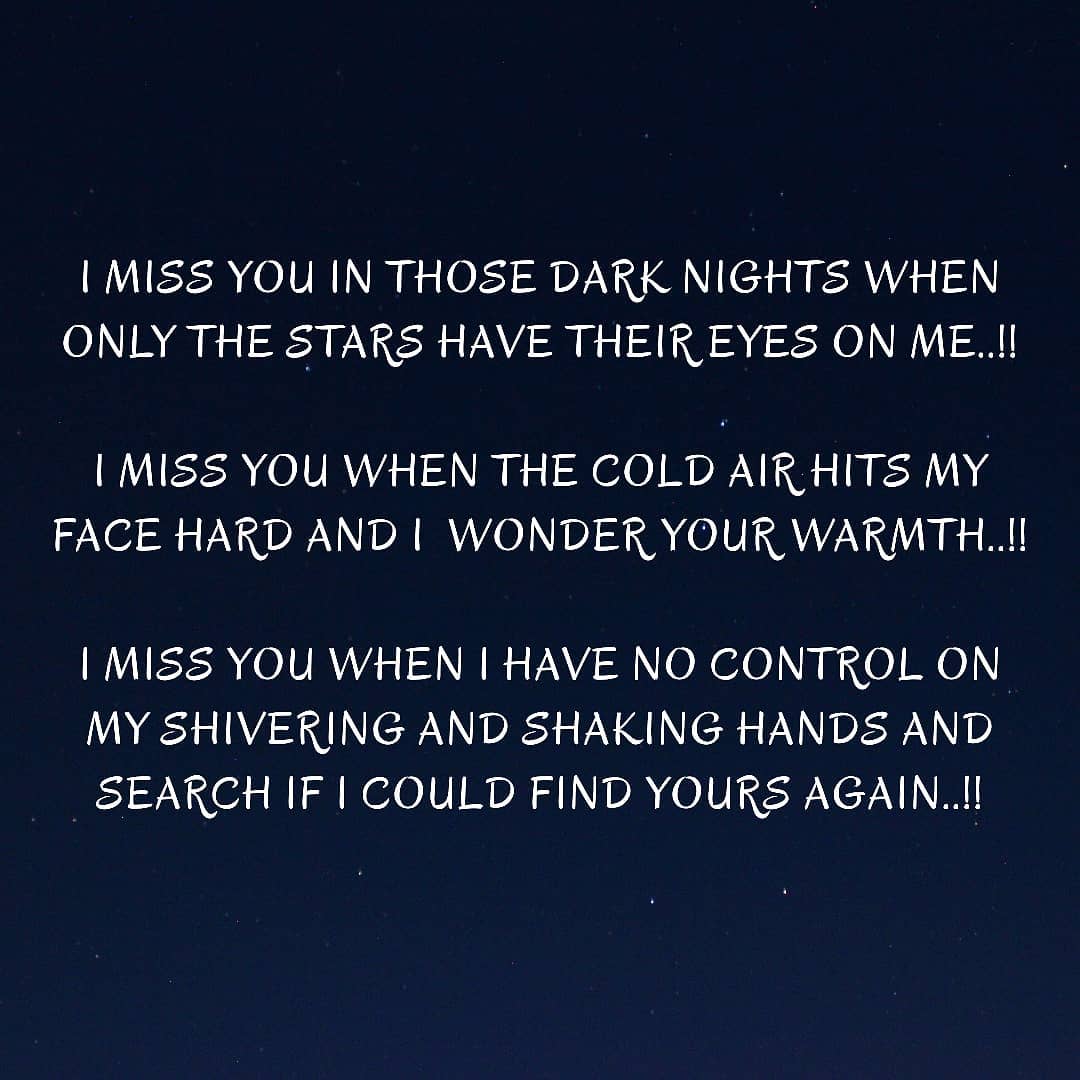 I MISS YOU IN THOSE DARK NIGHTS WHEN
ONLY THE STARS HAVE THEIR EYES ON ME..!!
I MISS YOU WHEN THE COLD AIR HITS MY
FACE HARD AND I WONDER YOUR WARMTH..!!
I MISS YOU WHEN I HAVE NO CONTROL ON
MY SHIVERING AND SHAKING HANDS AND
SEARCH IF I COULD FIND YOURS AGAIN..!!